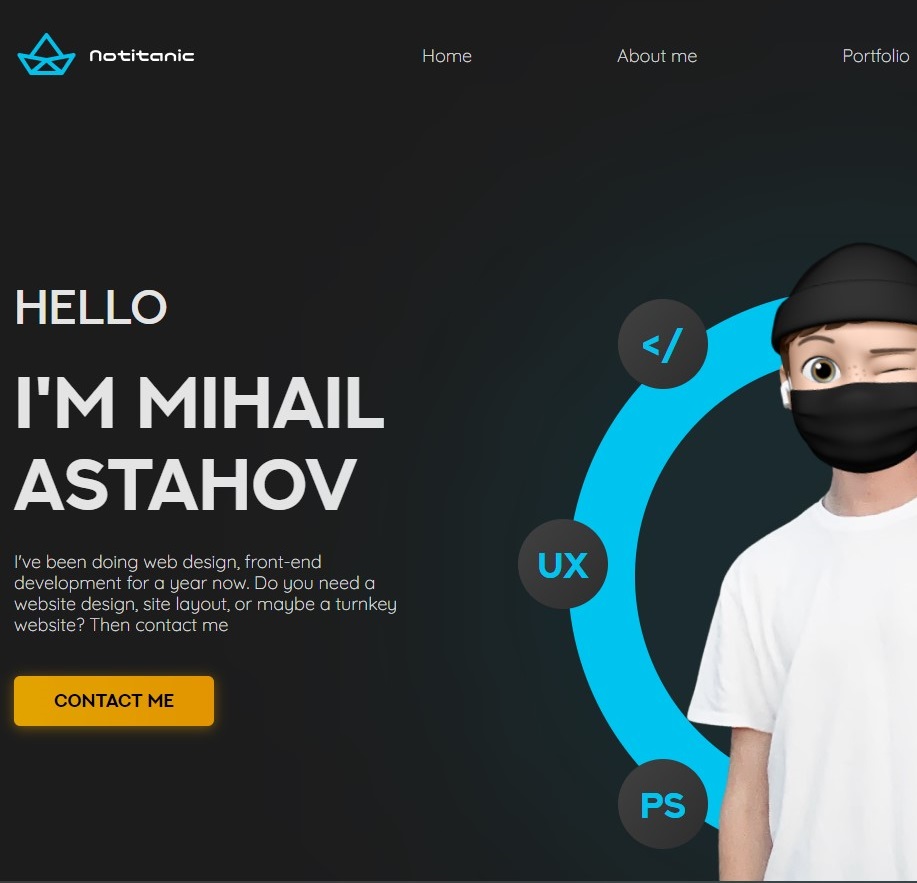 Notitanic
Home
About me
Portfolio
HELLO
I'M MIHAIL
ASTAHOV
I've been doing web design, front-end
development for a year now. Do you need a
website design, site layout, or maybe a turnkey
website? Then contact me
CONTACT ME
</
UX
PS